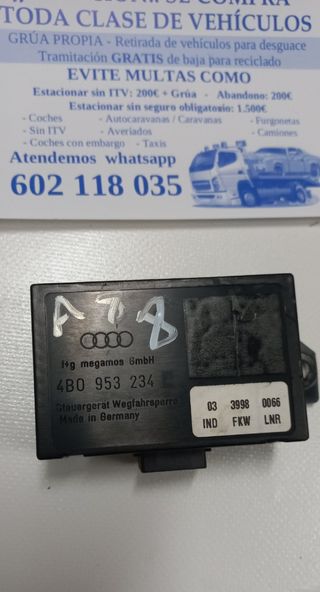 TODA CLASE DE VEHÍCULOS
GRÚA PROPIA - Retirada de vehículos para desguace
Tramitación GRATIS de baja para reciclado
EVITE MULTAS COMO
Estacionar sin ITV: 200€ + Grúa - Abandono: 200€
Estacionar sin seguro obligatorio: 1.500€
- Coches - Autocaravanas / Caravanas - Furgonetas
- Sin ITV - Averiados - Camiones
- Coches con embargo - Taxis
Atendemos whatsapp
602 118 035
megamos GmbH
4B0 953 234
Steuergerät Wegfahrsperre
Made in Germany
03 3998 0066
IND FKW LNR